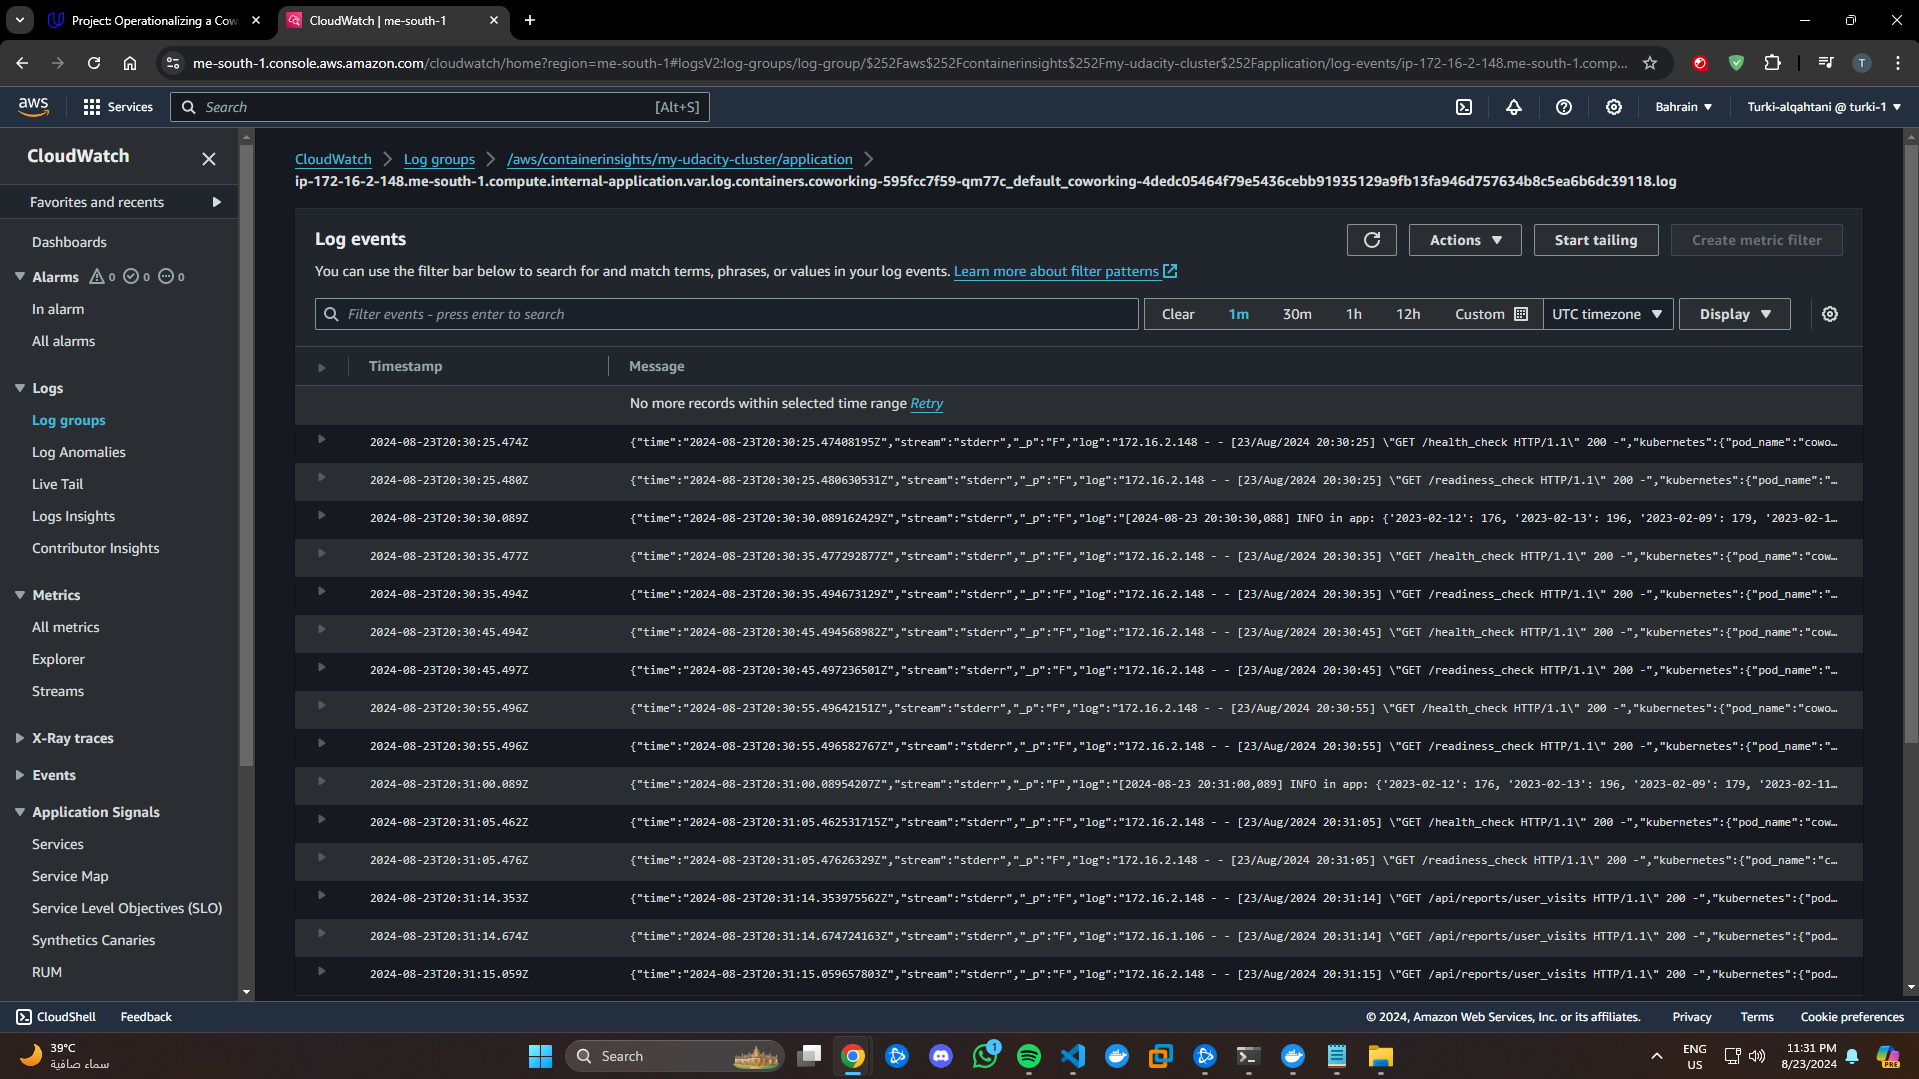 Project: Operationalizing a Cow
CloudWatch | me-south-1
me-south-1.console.aws.amazon.com/cloudwatch/home?region=me-south-1#logsV2:log-groups/log-group/$252Faws$252Fcontainerinsights$252Fmy-udacity-cluster$252Fapplication/log-events/ip-172-16-2-148.me-south-1.comp...
T
aws
Services
Search
[Alt+S]
Bahrain
Turki-alqahtani @ turki-1
CloudWatch
Favorites and recents
Dashboards
Alarms 0 0 0
In alarm
All alarms
Logs
Log groups
Log Anomalies
Live Tail
Logs Insights
Contributor Insights
Metrics
All metrics
Explorer
Streams
X-Ray traces
Events
Application Signals
Services
Service Map
Service Level Objectives (SLO)
Synthetics Canaries
RUM
CloudWatch
Log groups
/aws/containerinsights/my-udacity-cluster/application
ip-172-16-2-148.me-south-1.compute.internal-application.var.log.containers.coworking-595fcc7f59-qm77c_default_coworking-4dedc05464f79e5436cebb91935129a9fb13fa946d757634b8c5ea6b6dc39118.log
Log events
Actions
Start tailing
Create metric filter
You can use the filter bar below to search for and match terms, phrases, or values in your log events. Learn more about filter patterns
Filter events - press enter to search
Clear
1m
30m
1h
12h
Custom
UTC timezone
Display
Timestamp
Message
No more records within selected time range Retry
2024-08-23T20:30:25.474Z {"time":"2024-08-23T20:30:25.47408195Z","stream":"stderr","_p":"F","log":"172.16.2.148 - - [23/Aug/2024 20:30:25] \"GET /health_check HTTP/1.1\" 200 -","kubernetes":{"pod_name":"cowo…
2024-08-23T20:30:25.480Z {"time":"2024-08-23T20:30:25.480630531Z","stream":"stderr","_p":"F","log":"172.16.2.148 - - [23/Aug/2024 20:30:25] \"GET /readiness_check HTTP/1.1\" 200 -","kubernetes":{"pod_name":"…
2024-08-23T20:30:30.089Z {"time":"2024-08-23T20:30:30.089162429Z","stream":"stderr","_p":"F","log":"[2024-08-23 20:30:30,088] INFO in app: {'2023-02-12': 176, '2023-02-13': 196, '2023-02-09': 179, '2023-02-1…
2024-08-23T20:30:35.477Z {"time":"2024-08-23T20:30:35.477292877Z","stream":"stderr","_p":"F","log":"172.16.2.148 - - [23/Aug/2024 20:30:35] \"GET /health_check HTTP/1.1\" 200 -","kubernetes":{"pod_name":"cow…
2024-08-23T20:30:35.494Z {"time":"2024-08-23T20:30:35.494673129Z","stream":"stderr","_p":"F","log":"172.16.2.148 - - [23/Aug/2024 20:30:35] \"GET /readiness_check HTTP/1.1\" 200 -","kubernetes":{"pod_name":"…
2024-08-23T20:30:45.494Z {"time":"2024-08-23T20:30:45.494568982Z","stream":"stderr","_p":"F","log":"172.16.2.148 - - [23/Aug/2024 20:30:45] \"GET /health_check HTTP/1.1\" 200 -","kubernetes":{"pod_name":"cow…
2024-08-23T20:30:45.497Z {"time":"2024-08-23T20:30:45.497236501Z","stream":"stderr","_p":"F","log":"172.16.2.148 - - [23/Aug/2024 20:30:45] \"GET /readiness_check HTTP/1.1\" 200 -","kubernetes":{"pod_name":"…
2024-08-23T20:30:55.496Z {"time":"2024-08-23T20:30:55.49642151Z","stream":"stderr","_p":"F","log":"172.16.2.148 - - [23/Aug/2024 20:30:55] \"GET /health_check HTTP/1.1\" 200 -","kubernetes":{"pod_name":"cowo…
2024-08-23T20:30:55.496Z {"time":"2024-08-23T20:30:55.496582767Z","stream":"stderr","_p":"F","log":"172.16.2.148 - - [23/Aug/2024 20:30:55] \"GET /readiness_check HTTP/1.1\" 200 -","kubernetes":{"pod_name":"…
2024-08-23T20:31:00.089Z {"time":"2024-08-23T20:31:00.08954207Z","stream":"stderr","_p":"F","log":"[2024-08-23 20:31:00,089] INFO in app: {'2023-02-12': 176, '2023-02-13': 196, '2023-02-09': 179, '2023-02-11…
2024-08-23T20:31:05.462Z {"time":"2024-08-23T20:31:05.462531715Z","stream":"stderr","_p":"F","log":"172.16.2.148 - - [23/Aug/2024 20:31:05] \"GET /health_check HTTP/1.1\" 200 -","kubernetes":{"pod_name":"cow…
2024-08-23T20:31:05.476Z {"time":"2024-08-23T20:31:05.47626329Z","stream":"stderr","_p":"F","log":"172.16.2.148 - - [23/Aug/2024 20:31:05] \"GET /readiness_check HTTP/1.1\" 200 -","kubernetes":{"pod_name":"c…
2024-08-23T20:31:14.353Z {"time":"2024-08-23T20:31:14.353975562Z","stream":"stderr","_p":"F","log":"172.16.2.148 - - [23/Aug/2024 20:31:14] \"GET /api/reports/user_visits HTTP/1.1\" 200 -","kubernetes":{"pod…
2024-08-23T20:31:14.674Z {"time":"2024-08-23T20:31:14.674724163Z","stream":"stderr","_p":"F","log":"172.16.1.106 - - [23/Aug/2024 20:31:14] \"GET /api/reports/user_visits HTTP/1.1\" 200 -","kubernetes":{"pod…
2024-08-23T20:31:15.059Z {"time":"2024-08-23T20:31:15.059657803Z","stream":"stderr","_p":"F","log":"172.16.2.148 - - [23/Aug/2024 20:31:15] \"GET /api/reports/user_visits HTTP/1.1\" 200 -","kubernetes":{"pod…
CloudShell
Feedback
© 2024, Amazon Web Services, Inc. or its affiliates.
Privacy
Terms
Cookie preferences
39°C
سماء صافية
Search
1
ENG
US
11:31 PM
8/23/2024
PRE